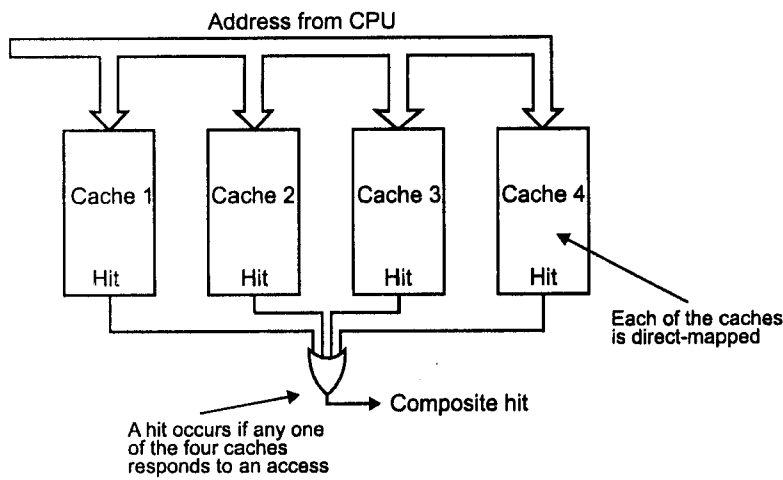 Address from CPU
Cache 1
Cache 2
Cache 3
Cache 4
Hit
Hit
Hit
Hit
Each of the caches
is direct-mapped
Composite hit
A hit occurs if any one
of the four caches
responds to an access